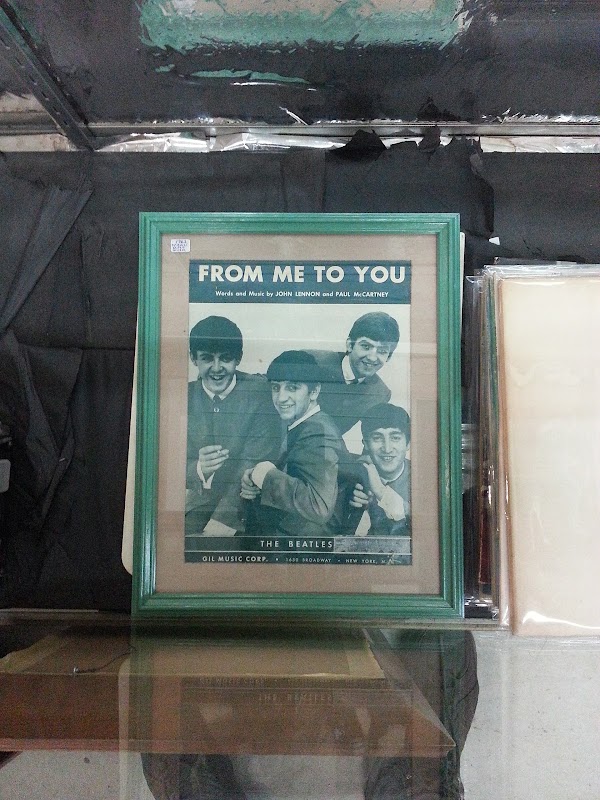 FROM ME TO YOU
Words and Music by JOHN LENNON and PAUL McCARTNEY
THE BEATLES
GIL MUSIC CORP. • 1650 BROADWAY • NEW YORK, N.